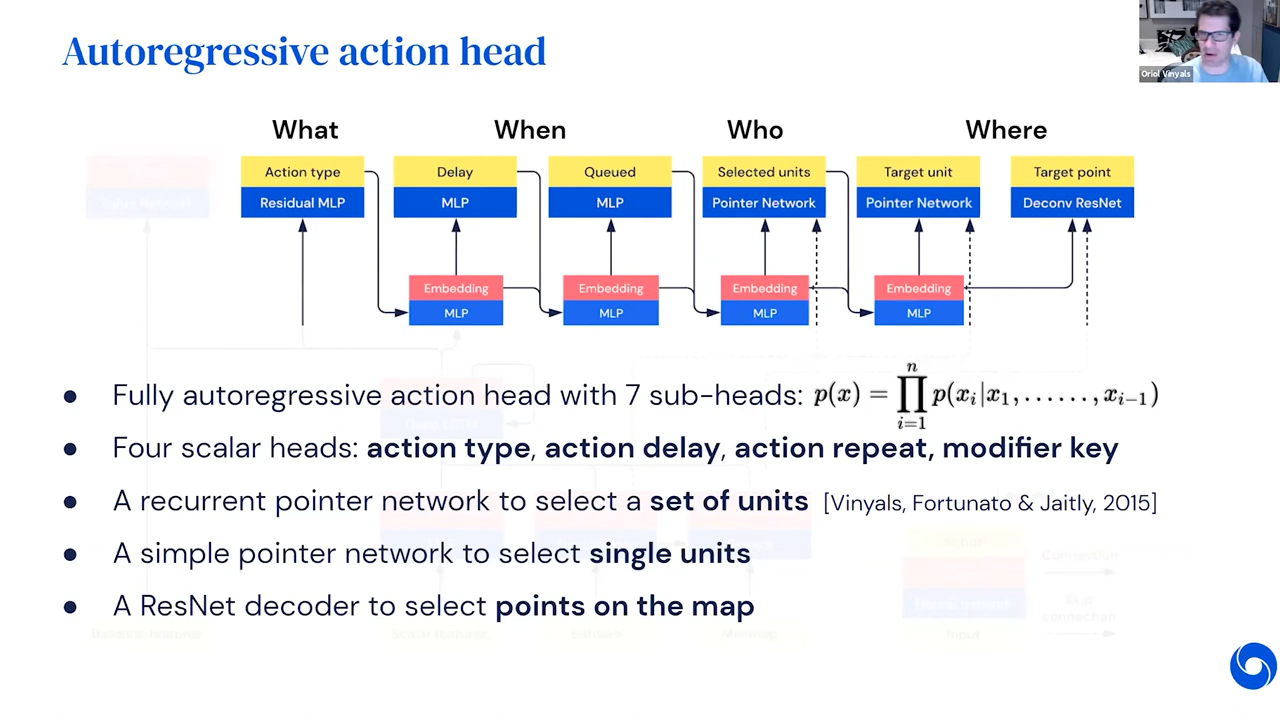 Autoregressive action head
Oriol Vinyals
What When Who Where
Action type Delay Queued Selected units Target unit Target point
Residual MLP MLP MLP Pointer Network Pointer Network Deconv ResNet
Embedding Embedding Embedding Embedding
MLP MLP MLP MLP
● Fully autoregressive action head with 7 sub-heads: p(x) = ∏_{i=1}^{n} p(x_i|x_1, ......, x_{i-1})
● Four scalar heads: action type, action delay, action repeat, modifier key
● A recurrent pointer network to select a set of units [Vinyals, Fortunato & Jaitly, 2015]
● A simple pointer network to select single units
● A ResNet decoder to select points on the map